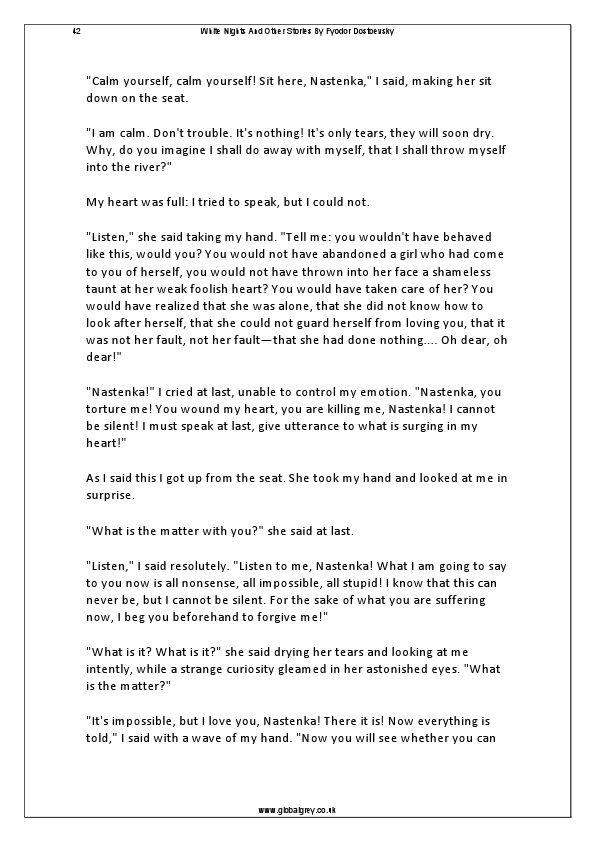 42
White Nights And Other Stories By Fyodor Dostoevsky
"Calm yourself, calm yourself! Sit here, Nastenka," I said, making her sit
down on the seat.
"I am calm. Don't trouble. It's nothing! It's only tears, they will soon dry.
Why, do you imagine I shall do away with myself, that I shall throw myself
into the river?"
My heart was full: I tried to speak, but I could not.
"Listen," she said taking my hand. "Tell me: you wouldn't have behaved
like this, would you? You would not have abandoned a girl who had come
to you of herself, you would not have thrown into her face a shameless
taunt at her weak foolish heart? You would have taken care of her? You
would have realized that she was alone, that she did not know how to
look after herself, that she could not guard herself from loving you, that it
was not her fault, not her fault—that she had done nothing.... Oh dear, oh
dear!"
"Nastenka!" I cried at last, unable to control my emotion. "Nastenka, you
torture me! You wound my heart, you are killing me, Nastenka! I cannot
be silent! I must speak at last, give utterance to what is surging in my
heart!"
As I said this I got up from the seat. She took my hand and looked at me in
surprise.
"What is the matter with you?" she said at last.
"Listen," I said resolutely. "Listen to me, Nastenka! What I am going to say
to you now is all nonsense, all impossible, all stupid! I know that this can
never be, but I cannot be silent. For the sake of what you are suffering
now, I beg you beforehand to forgive me!"
"What is it? What is it?" she said drying her tears and looking at me
intently, while a strange curiosity gleamed in her astonished eyes. "What
is the matter?"
"It's impossible, but I love you, Nastenka! There it is! Now everything is
told," I said with a wave of my hand. "Now you will see whether you can
www.globalgrey.co.uk